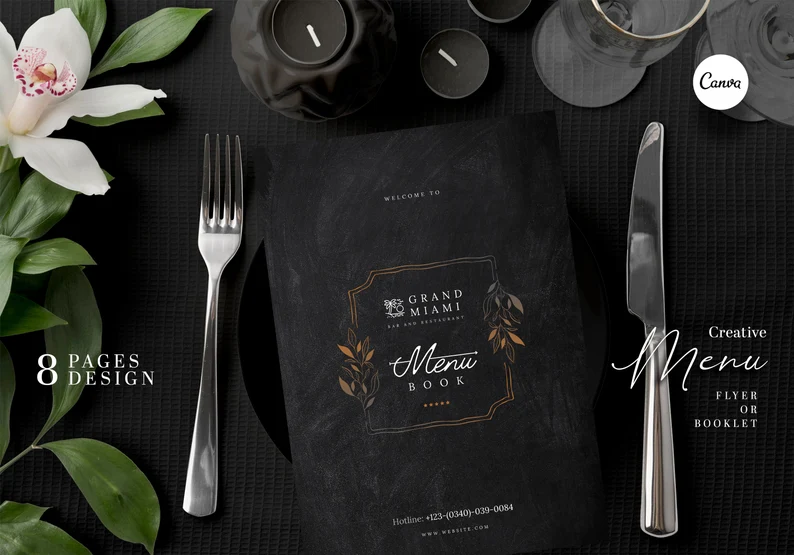 Canva
WELCOME TO
GRAND
MIAMI
BAR AND RESTAURANT
Menu
BOOK
Hotline: +123-(0340)-039-0084
WWW.WEBSITE.COM
8 PAGES
DESIGN
Creative
Menu
FLYER
OR
BOOKLET